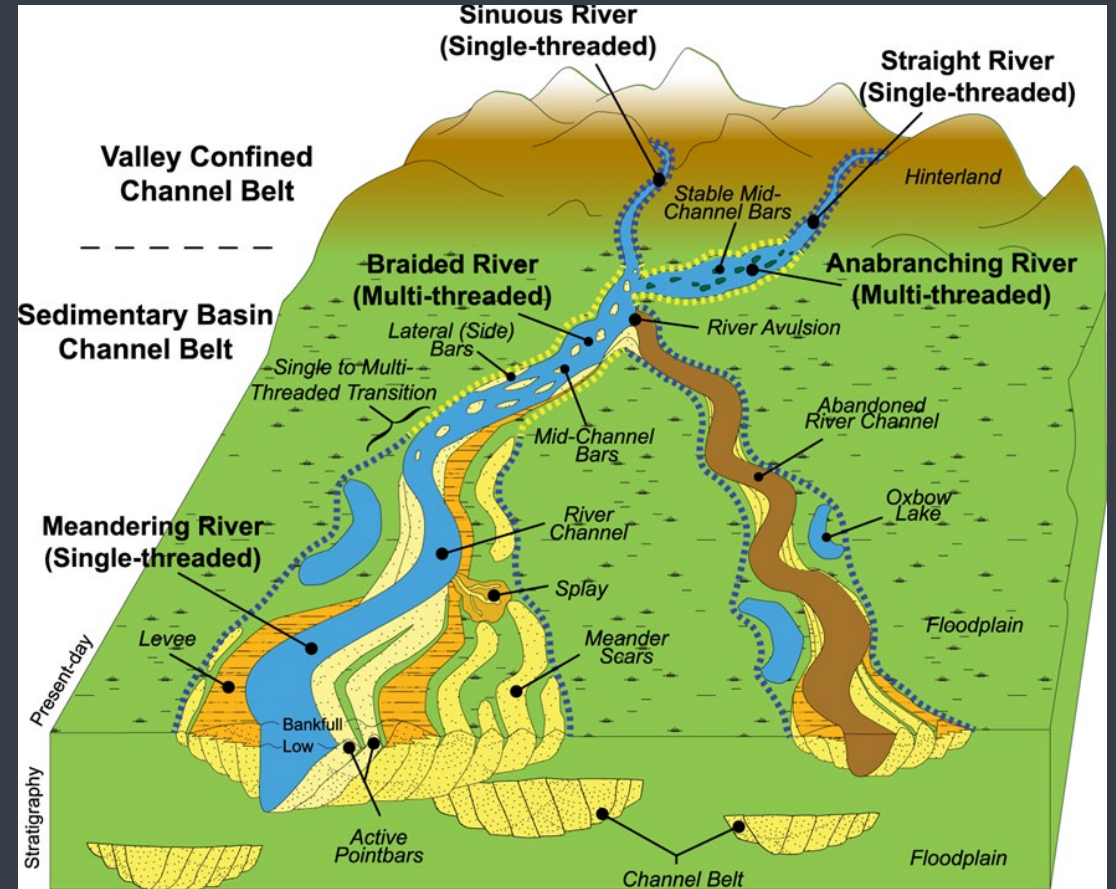 Sinuous River
(Single-threaded)
Straight River
(Single-threaded)
Valley Confined
Channel Belt
Hinterland
Stable Mid-
Channel Bars
Braided River
(Multi-threaded)
Anabranching River
(Multi-threaded)
Sedimentary Basin
Channel Belt
Lateral (Side)
Bars
River Avulsion
Single to Multi-
Threaded Transition
Mid-Channel
Bars
Abandoned
River Channel
Oxbow
Lake
Meandering River
(Single-threaded)
River
Channel
Splay
Levee
Meander
Scars
Floodplain
Present-day
Bankfull
Low
Stratigraphy
Active
Pointbars
Channel Belt
Floodplain